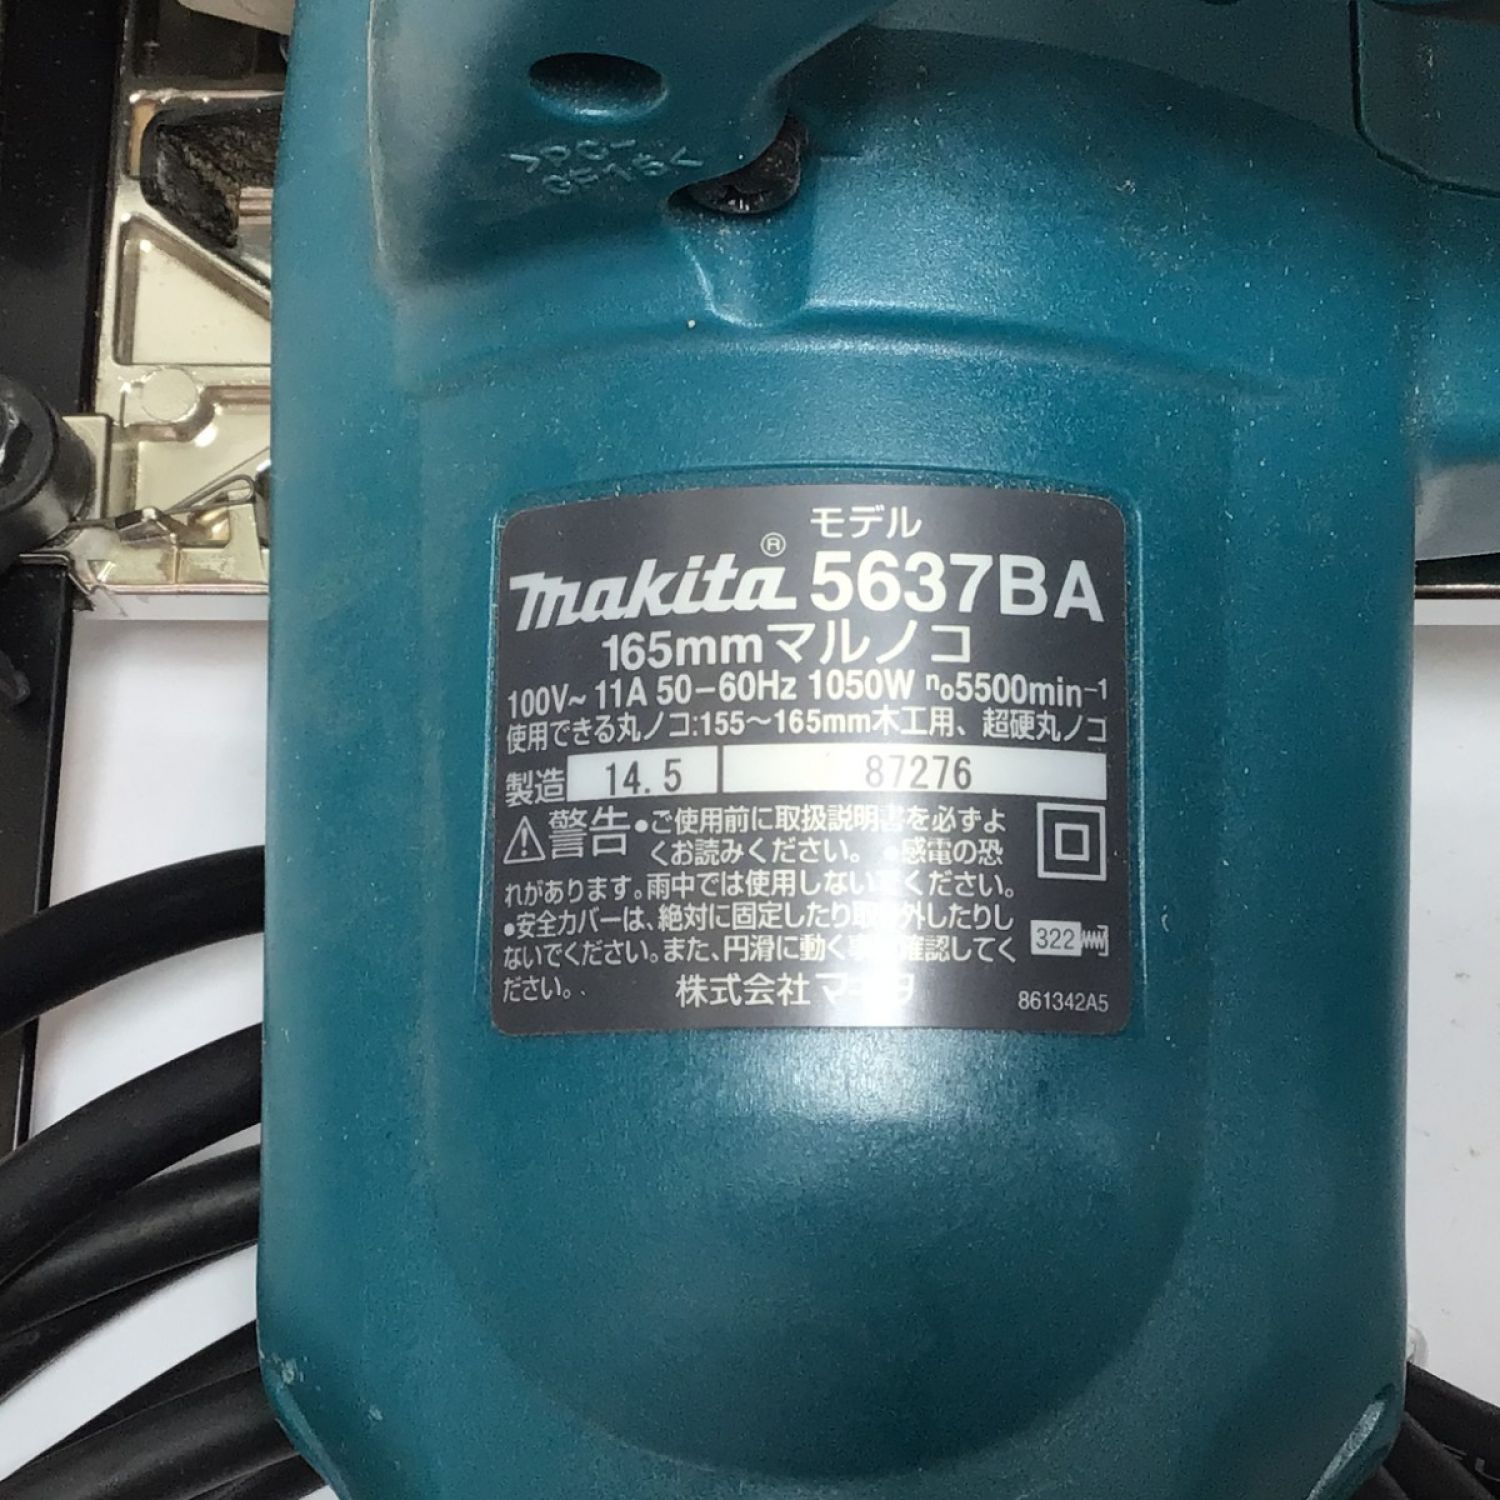 >PC-
GF15<
モデル
makita® 5637BA
165mmマルノコ
100V~ 11A 50-60Hz 1050W n₀5500min⁻¹
使用できる丸ノコ:155～165mm木工用、超硬丸ノコ
製造 14.5 87276
⚠警告 •ご使用前に取扱説明書を必ずよ
くお読みください。 •感電の恐
れがあります。雨中では使用しないでください。
•安全カバーは、絶対に固定したり取り外したりし
ないでください。また、円滑に動く事を確認してく
ださい。
322
株式会社マキタ
861342A5